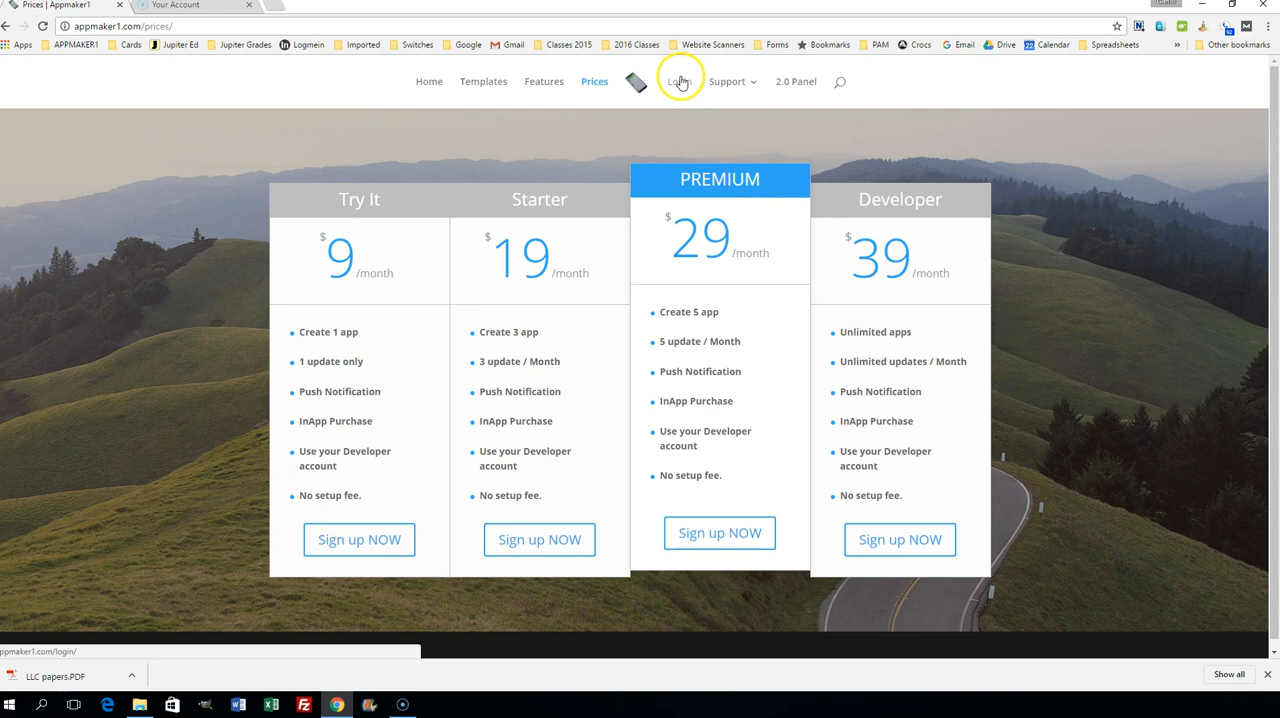 Prices | Appmaker1
Your Account
Glenn
appmaker1.com/prices/
92
Apps APPMAKER1 Cards Jupiter Ed Jupiter Grades Logmein Imported Switches Google Gmail Classes 2015 2016 Classes Website Scanners Forms Bookmarks PAM Crocs Email Drive 22 Calendar Spreadsheets » Other bookmarks
Home Templates Features Prices Login Support 2.0 Panel
Try It
$9/month
Create 1 app
1 update only
Push Notification
InApp Purchase
Use your Developer
account
No setup fee.
Sign up NOW
Starter
$19/month
Create 3 app
3 update / Month
Push Notification
InApp Purchase
Use your Developer
account
No setup fee.
Sign up NOW
PREMIUM
$29/month
Create 5 app
5 update / Month
Push Notification
InApp Purchase
Use your Developer
account
No setup fee.
Sign up NOW
Developer
$39/month
Unlimited apps
Unlimited updates / Month
Push Notification
InApp Purchase
Use your Developer
account
No setup fee.
Sign up NOW
ppmaker1.com/login/
LLC papers.PDF
Show all